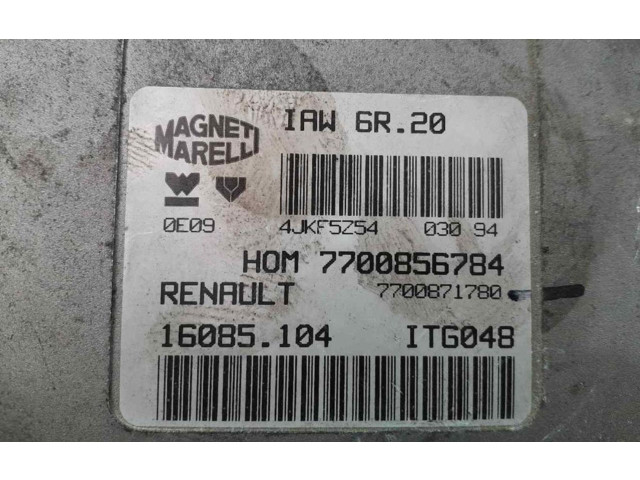 MAGNETI
MARELLI
IAW 6R.20
0E09
4JKF5Z54
030 94
HOM 7700856784
RENAULT
7700871780
16085.104
ITG048